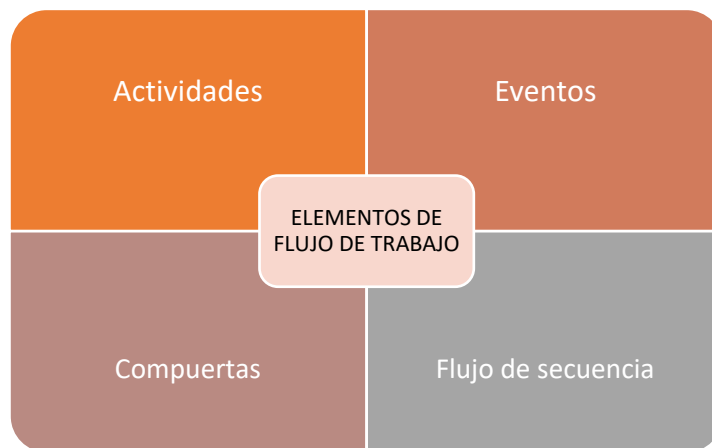 Actividades
Eventos
ELEMENTOS DE
FLUJO DE TRABAJO
Compuertas
Flujo de secuencia